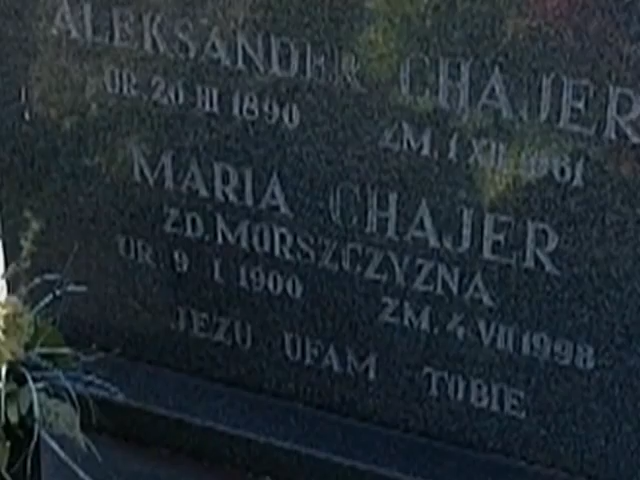 ALEKSANDER CHAJER
UR. 20 III 1890 ZM. 1 XII 1961
MARIA CHAJER
ZD. MORSZCZYZNA
UR. 9 I 1900 ZM. 4 VII 1998
JEZU UFAM TOBIE